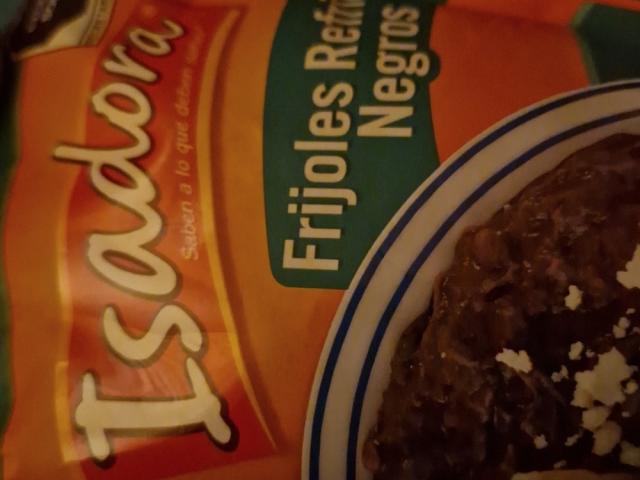 Isadora
Saben a lo que deben saber
Frijoles Refri
Negros